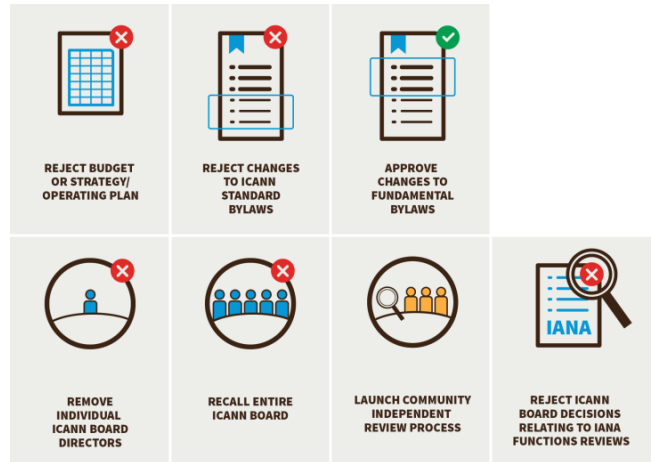 REJECT BUDGET
OR STRATEGY/
OPERATING PLAN
REJECT CHANGES
TO ICANN
STANDARD
BYLAWS
APPROVE
CHANGES TO
FUNDAMENTAL
BYLAWS
REMOVE
INDIVIDUAL
ICANN BOARD
DIRECTORS
RECALL ENTIRE
ICANN BOARD
LAUNCH COMMUNITY
INDEPENDENT
REVIEW PROCESS
IANA
REJECT ICANN
BOARD DECISIONS
RELATING TO IANA
FUNCTIONS REVIEWS